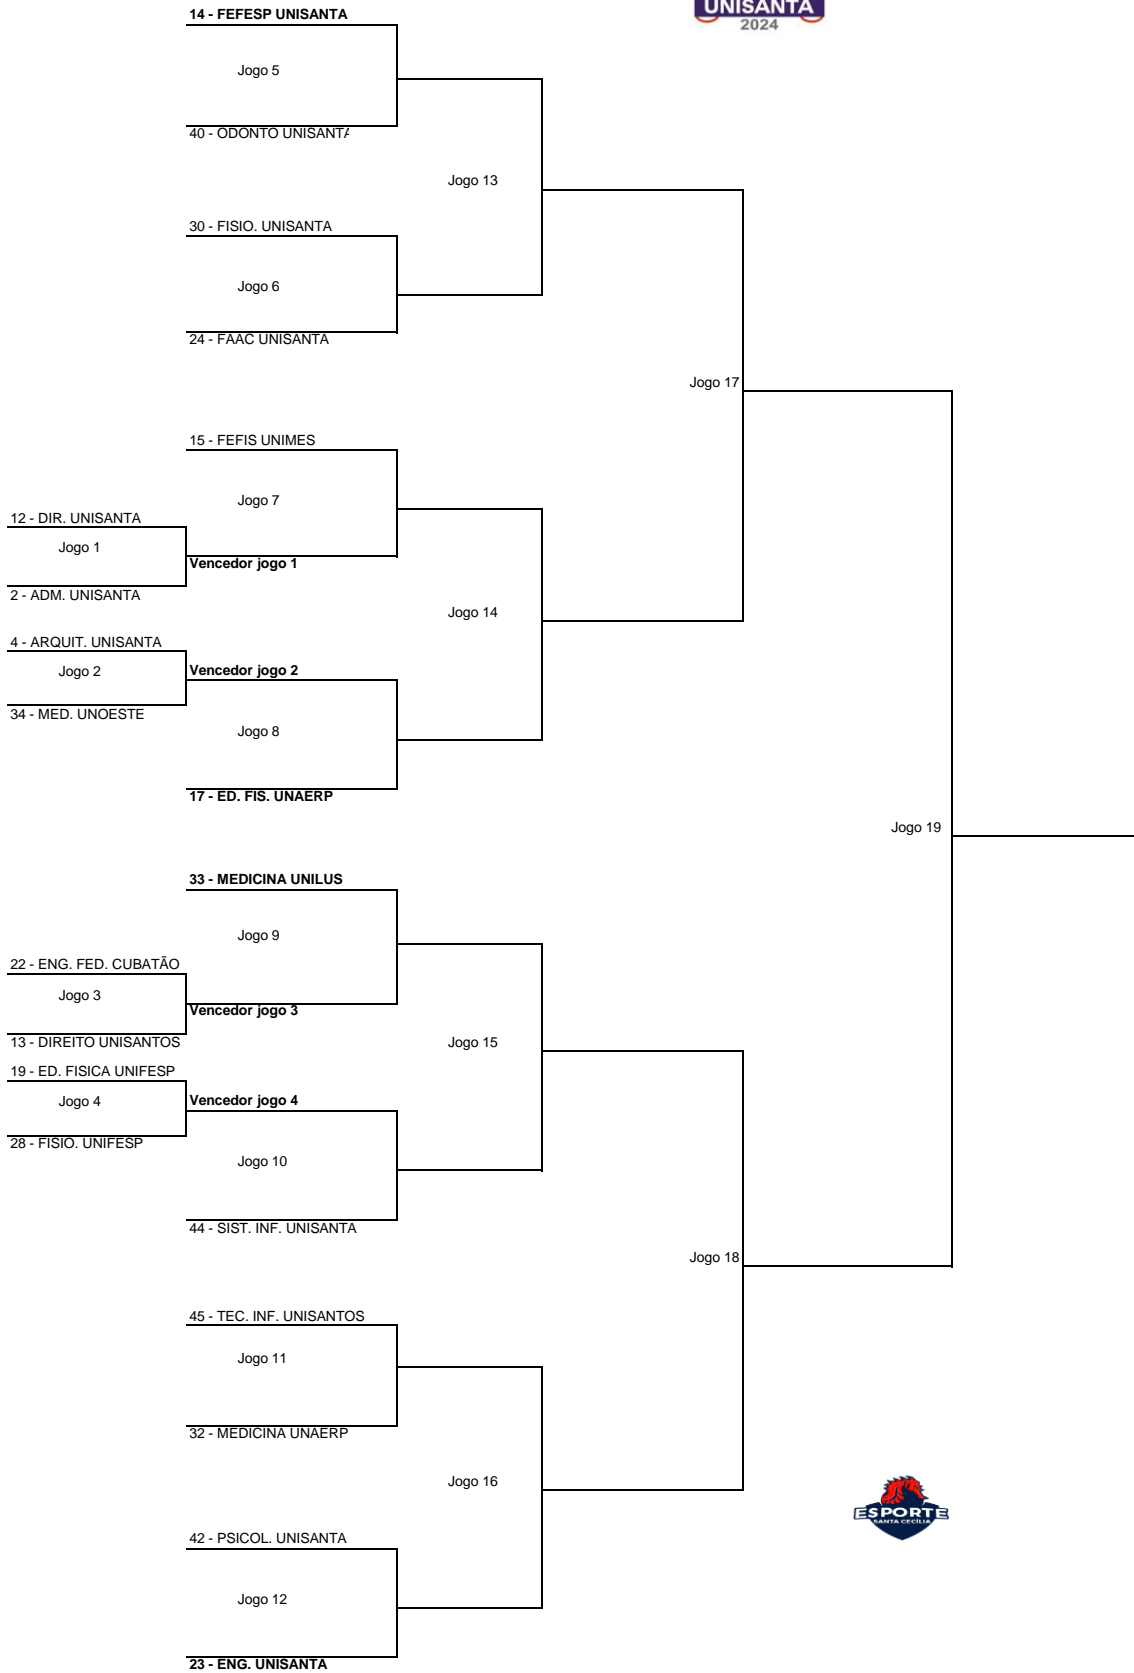 UNISANTA
2024
14 - FEFESP UNISANTA
Jogo 5
40 - ODONTO UNISANTA
Jogo 13
30 - FISIO. UNISANTA
Jogo 6
24 - FAAC UNISANTA
Jogo 17
15 - FEFIS UNIMES
Jogo 7
12 - DIR. UNISANTA
Jogo 1
Vencedor jogo 1
2 - ADM. UNISANTA
Jogo 14
4 - ARQUIT. UNISANTA
Jogo 2
Vencedor jogo 2
34 - MED. UNOESTE
Jogo 8
17 - ED. FIS. UNAERP
Jogo 19
33 - MEDICINA UNILUS
Jogo 9
22 - ENG. FED. CUBATÃO
Jogo 3
Vencedor jogo 3
13 - DIREITO UNISANTOS
Jogo 15
19 - ED. FISICA UNIFESP
Jogo 4
Vencedor jogo 4
28 - FISIO. UNIFESP
Jogo 10
44 - SIST. INF. UNISANTA
Jogo 18
45 - TEC. INF. UNISANTOS
Jogo 11
32 - MEDICINA UNAERP
Jogo 16
ESPORTE
SANTA CECÍLIA
42 - PSICOL. UNISANTA
Jogo 12
23 - ENG. UNISANTA